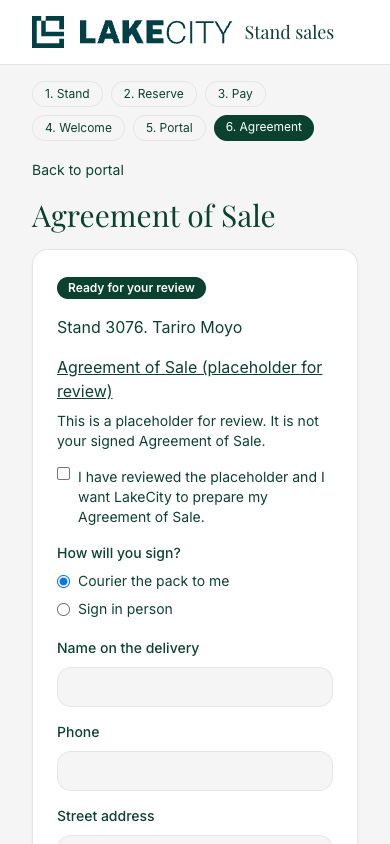 LAKECITY Stand sales
1. Stand 2. Reserve 3. Pay
4. Welcome 5. Portal 6. Agreement
Back to portal
Agreement of Sale
Ready for your review
Stand 3076. Tariro Moyo
Agreement of Sale (placeholder for
review)
This is a placeholder for review. It is not
your signed Agreement of Sale.
I have reviewed the placeholder and I
want LakeCity to prepare my
Agreement of Sale.
How will you sign?
Courier the pack to me
Sign in person
Name on the delivery
Phone
Street address